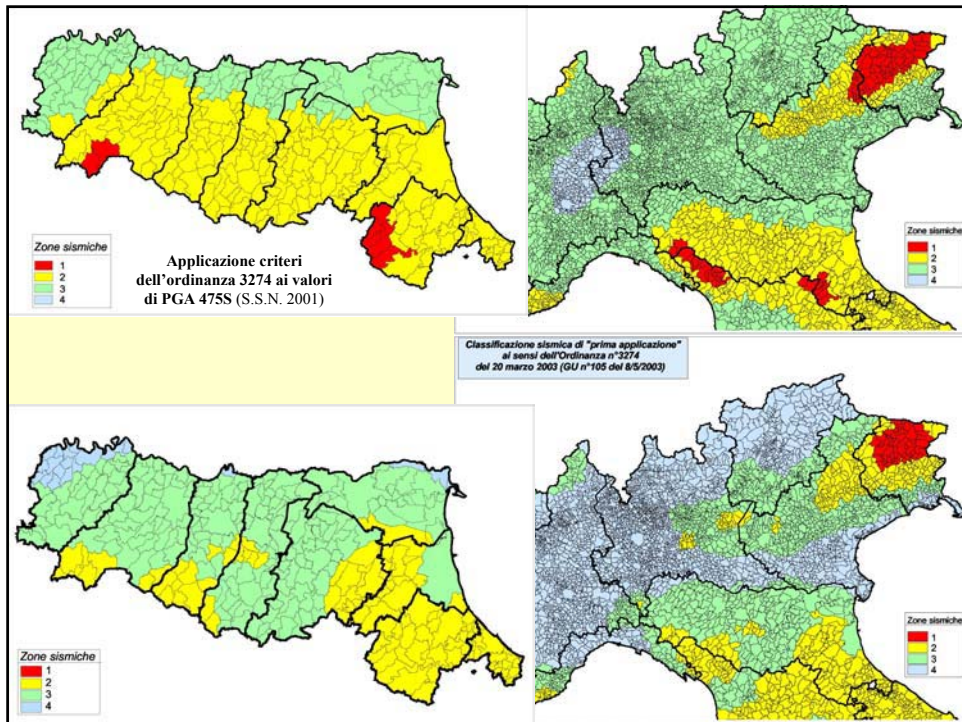 Zone sismiche
1
2
3
4
Applicazione criteri
dell'ordinanza 3274 ai valori
di PGA 475S (S.S.N. 2001)
Zone sismiche
1
2
3
4
Classificazione sismica di "prima applicazione"
ai sensi dell'Ordinanza n°3274
del 20 marzo 2003 (GU n°105 del 8/5/2003)
Zone sismiche
1
2
3
4
Zone sismiche
1
2
3
4